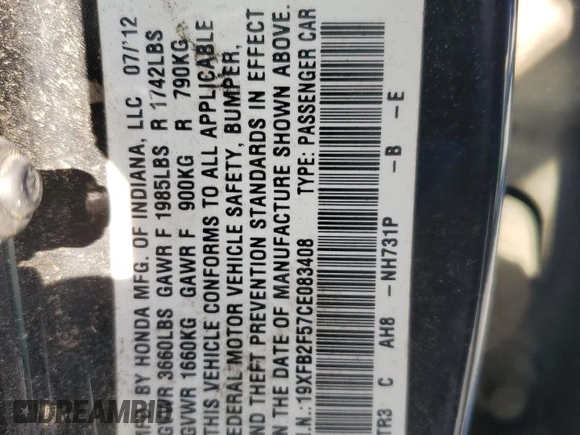 BY HONDA MFG. OF INDIANA, LLC 07/'12
GVWR 3660LBS GAWR F 1985LBS R 1742LBS
GVWR 1660KG GAWR F 900KG R 790KG
THIS VEHICLE CONFORMS TO ALL APPLICABLE
FEDERAL MOTOR VEHICLE SAFETY, BUMPER,
AND THEFT PREVENTION STANDARDS IN EFFECT
ON THE DATE OF MANUFACTURE SHOWN ABOVE.
I.N.:19XFB2F57CE083408 TYPE: PASSENGER CAR
TR3 C AH8 -NH731P -B -E
DREAMBID